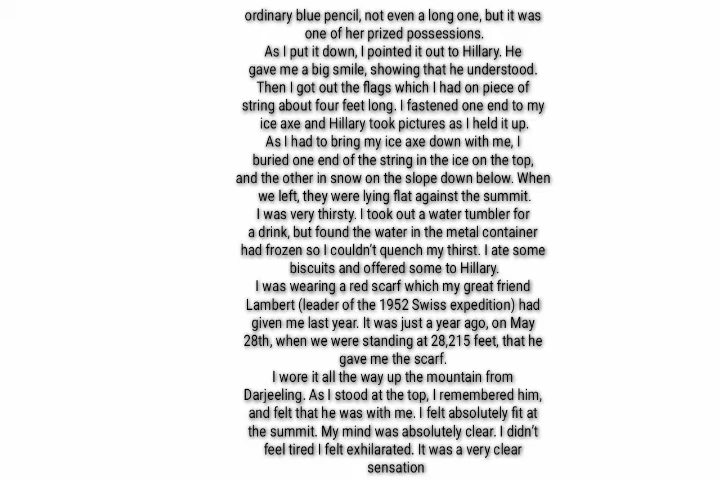 ordinary blue pencil, not even a long one, but it was
one of her prized possessions.
As I put it down, I pointed it out to Hillary. He
gave me a big smile, showing that he understood.
Then I got out the flags which I had on piece of
string about four feet long. I fastened one end to my
ice axe and Hillary took pictures as I held it up.
As I had to bring my ice axe down with me, I
buried one end of the string in the ice on the top,
and the other in snow on the slope down below. When
we left, they were lying flat against the summit.
I was very thirsty. I took out a water tumbler for
a drink, but found the water in the metal container
had frozen so I couldn't quench my thirst. I ate some
biscuits and offered some to Hillary.
I was wearing a red scarf which my great friend
Lambert (leader of the 1952 Swiss expedition) had
given me last year. It was just a year ago, on May
28th, when we were standing at 28,215 feet, that he
gave me the scarf.
I wore it all the way up the mountain from
Darjeeling. As I stood at the top, I remembered him,
and felt that he was with me. I felt absolutely fit at
the summit. My mind was absolutely clear. I didn't
feel tired I felt exhilarated. It was a very clear
sensation